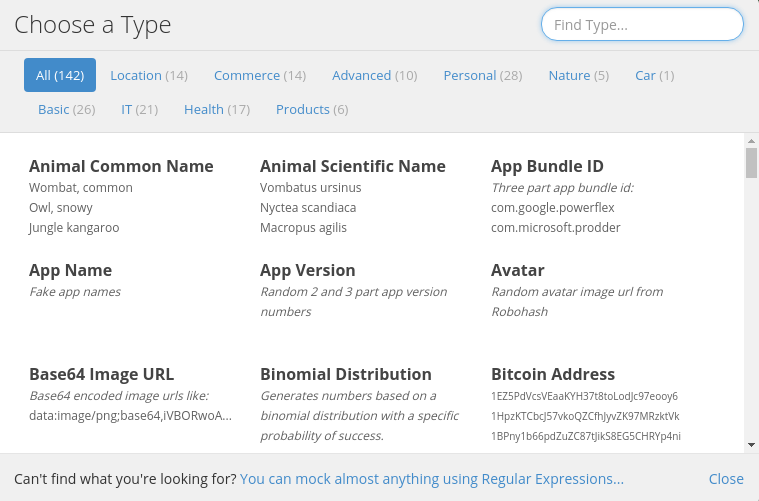 Choose a Type
Find Type...
All (142) Location (14) Commerce (14) Advanced (10) Personal (28) Nature (5) Car (1)
Basic (26) IT (21) Health (17) Products (6)
Animal Common Name
Wombat, common
Owl, snowy
Jungle kangaroo
Animal Scientific Name
Vombatus ursinus
Nyctea scandiaca
Macropus agilis
App Bundle ID
Three part app bundle id:
com.google.powerflex
com.microsoft.prodder
App Name
Fake app names
App Version
Random 2 and 3 part app version
numbers
Avatar
Random avatar image url from
Robohash
Base64 Image URL
Base64 encoded image urls like:
data:image/png;base64,iVBORwoA...
Binomial Distribution
Generates numbers based on a
binomial distribution with a specific
probability of success.
Bitcoin Address
1EZ5PdVcsVEaaKYH37t8toLodJc97eooy6
1HpzKTCbcJ57vkoQZCfhJyvZK97MRzktVk
1BPny1b66pdZuZC87tJikS8EG5CHRYp4ni
Can't find what you're looking for? You can mock almost anything using Regular Expressions...
Close